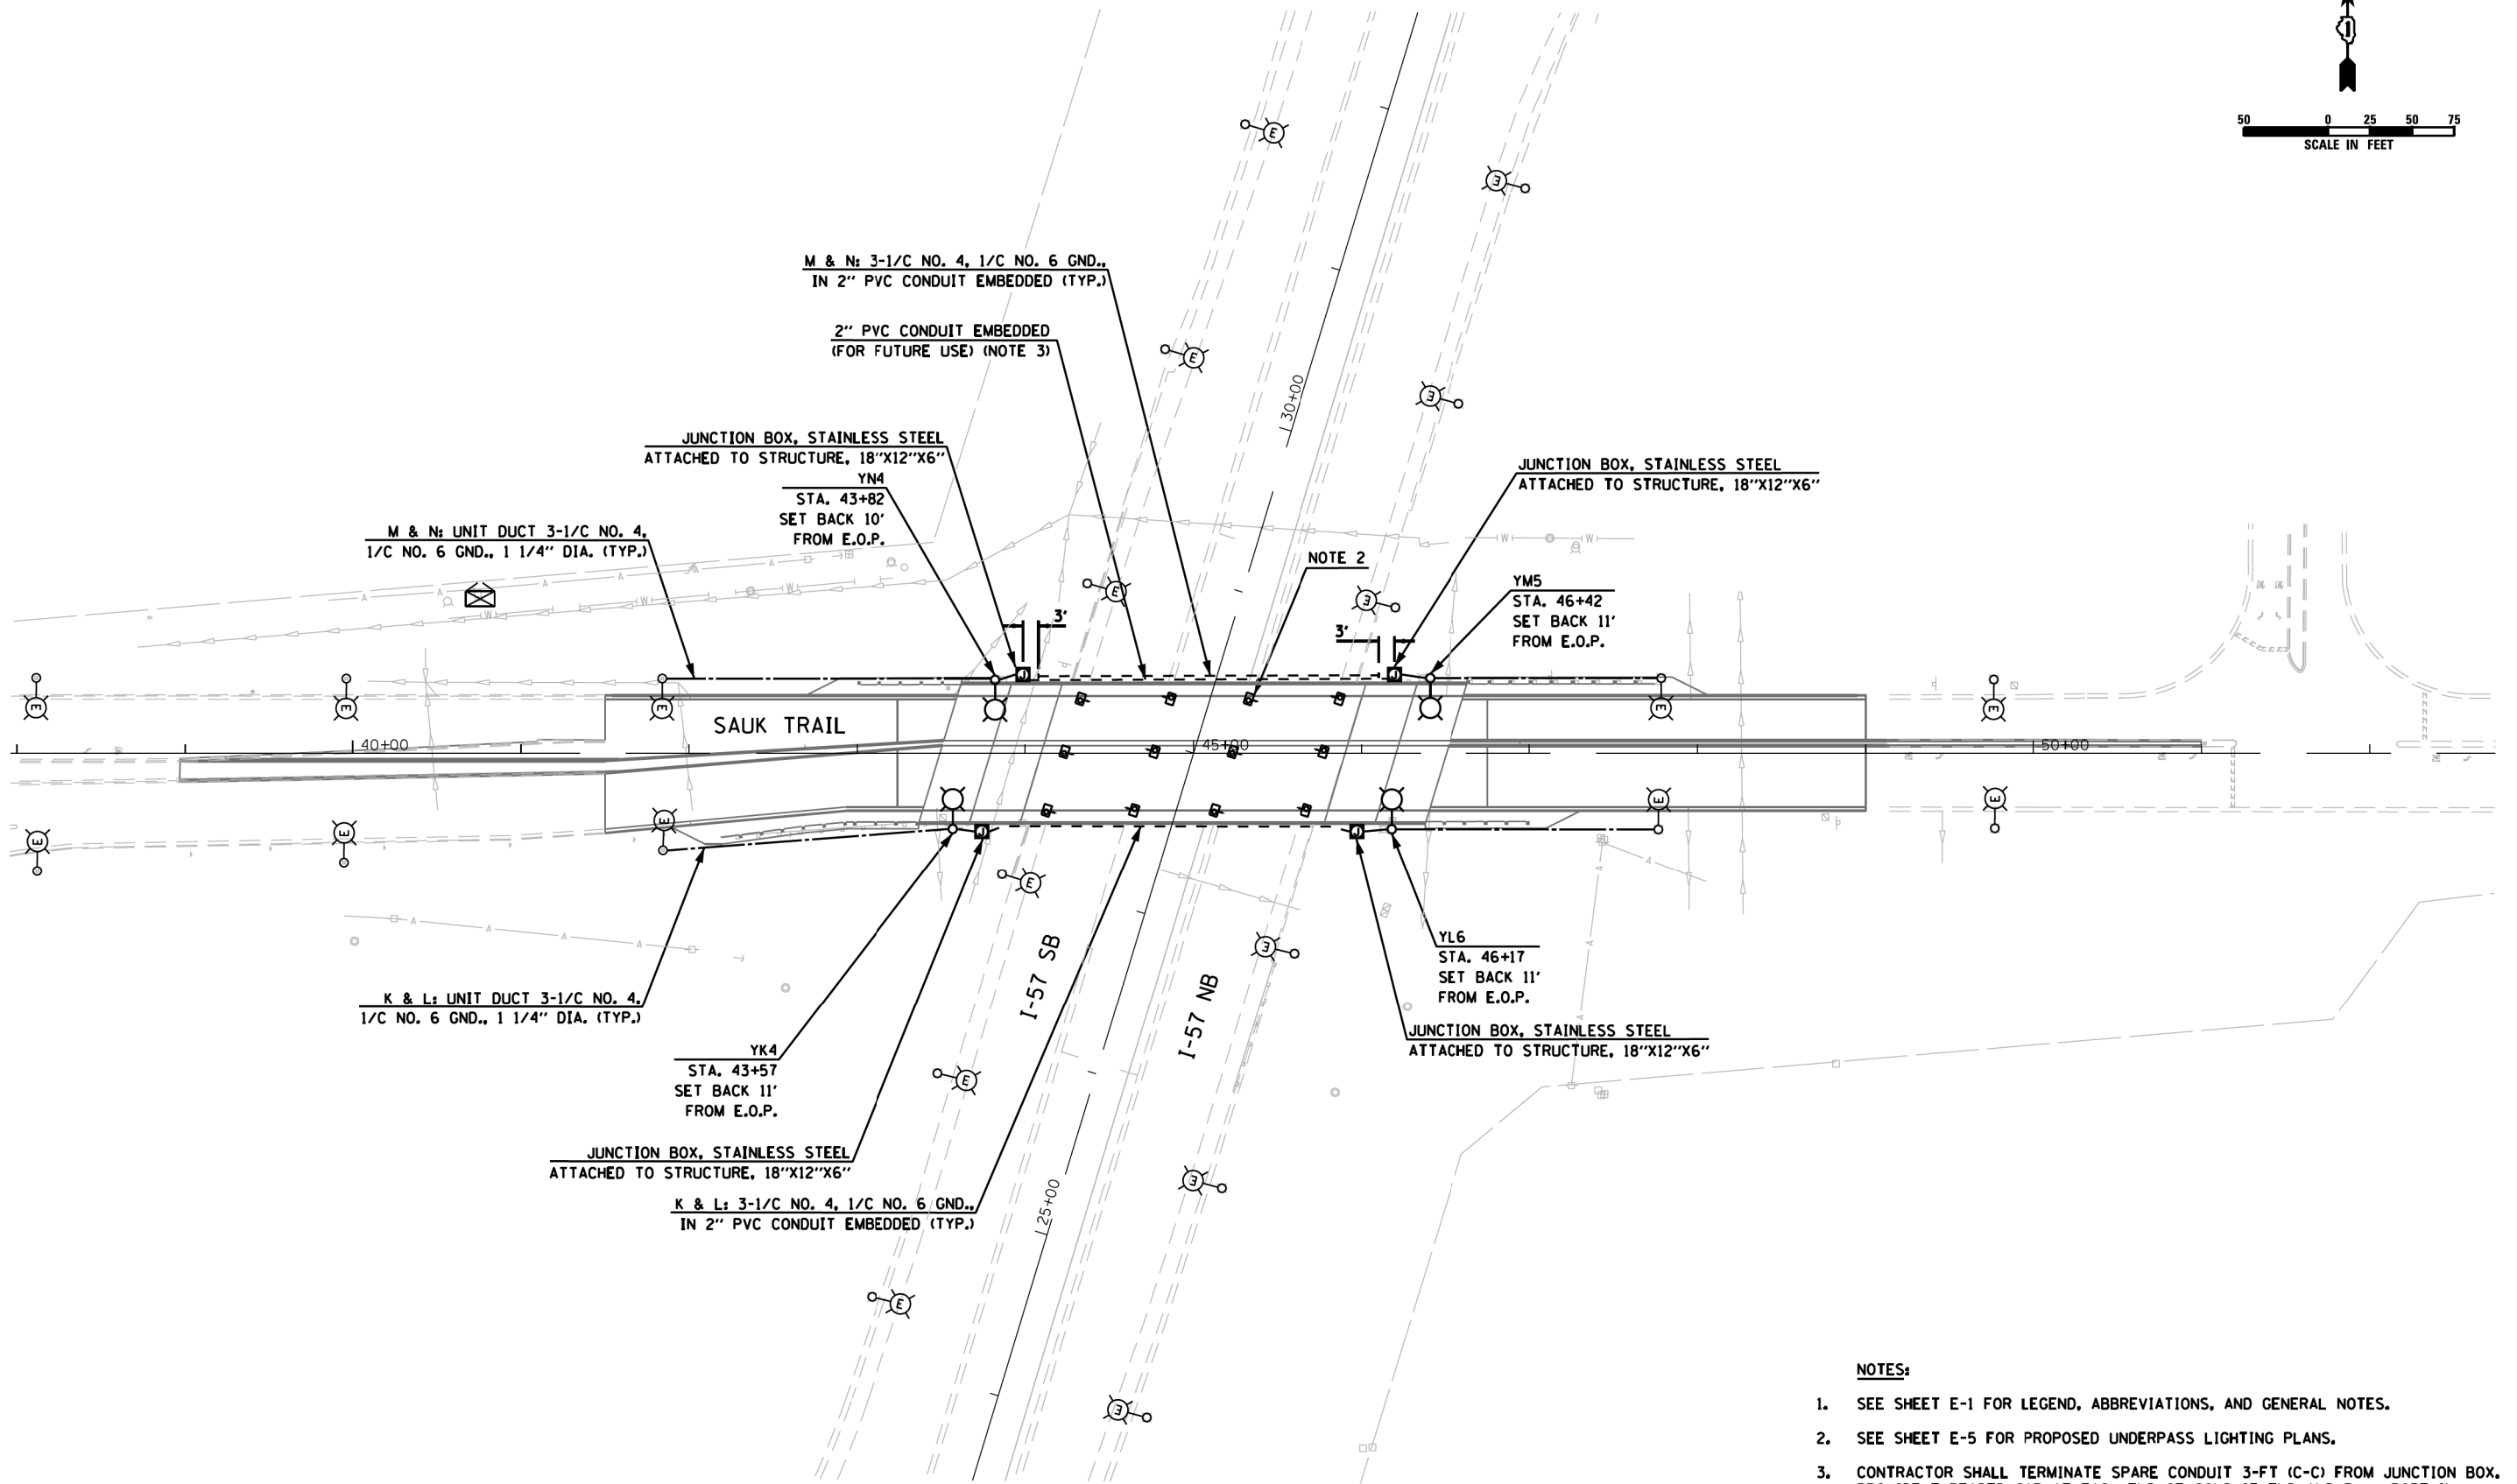 50 0 25 50 75
SCALE IN FEET
M & N: 3-1/C NO. 4, 1/C NO. 6 GND.,
IN 2" PVC CONDUIT EMBEDDED (TYP.)
2" PVC CONDUIT EMBEDDED
(FOR FUTURE USE) (NOTE 3)
30+00
JUNCTION BOX, STAINLESS STEEL
ATTACHED TO STRUCTURE, 18"X12"X6"
YN4
STA. 43+82
SET BACK 10'
FROM E.O.P.
JUNCTION BOX, STAINLESS STEEL
ATTACHED TO STRUCTURE, 18"X12"X6"
M & N: UNIT DUCT 3-1/C NO. 4,
1/C NO. 6 GND., 1 1/4" DIA. (TYP.)
NOTE 2
YM5
STA. 46+42
SET BACK 11'
FROM E.O.P.
3'
3'
SAUK TRAIL
40+00
45+00
50+00
I-57 SB
I-57 NB
YL6
STA. 46+17
SET BACK 11'
FROM E.O.P.
K & L: UNIT DUCT 3-1/C NO. 4,
1/C NO. 6 GND., 1 1/4" DIA. (TYP.)
JUNCTION BOX, STAINLESS STEEL
ATTACHED TO STRUCTURE, 18"X12"X6"
YK4
STA. 43+57
SET BACK 11'
FROM E.O.P.
JUNCTION BOX, STAINLESS STEEL
ATTACHED TO STRUCTURE, 18"X12"X6"
K & L: 3-1/C NO. 4, 1/C NO. 6 GND.,
IN 2" PVC CONDUIT EMBEDDED (TYP.)
25+00
NOTES:
1. SEE SHEET E-1 FOR LEGEND, ABBREVIATIONS, AND GENERAL NOTES.
2. SEE SHEET E-5 FOR PROPOSED UNDERPASS LIGHTING PLANS.
3. CONTRACTOR SHALL TERMINATE SPARE CONDUIT 3-FT (C-C) FROM JUNCTION BOX.